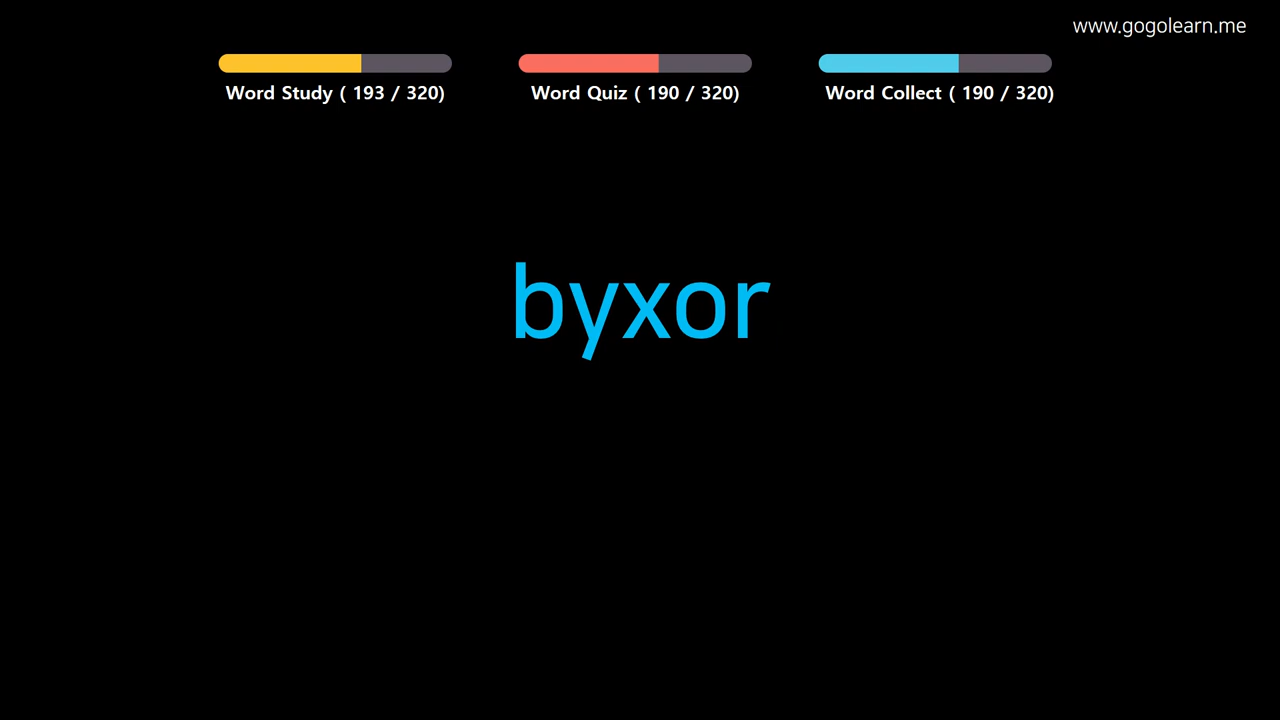 www.gogolearn.me
Word Study ( 193 / 320)
Word Quiz ( 190 / 320)
Word Collect ( 190 / 320)
byxor